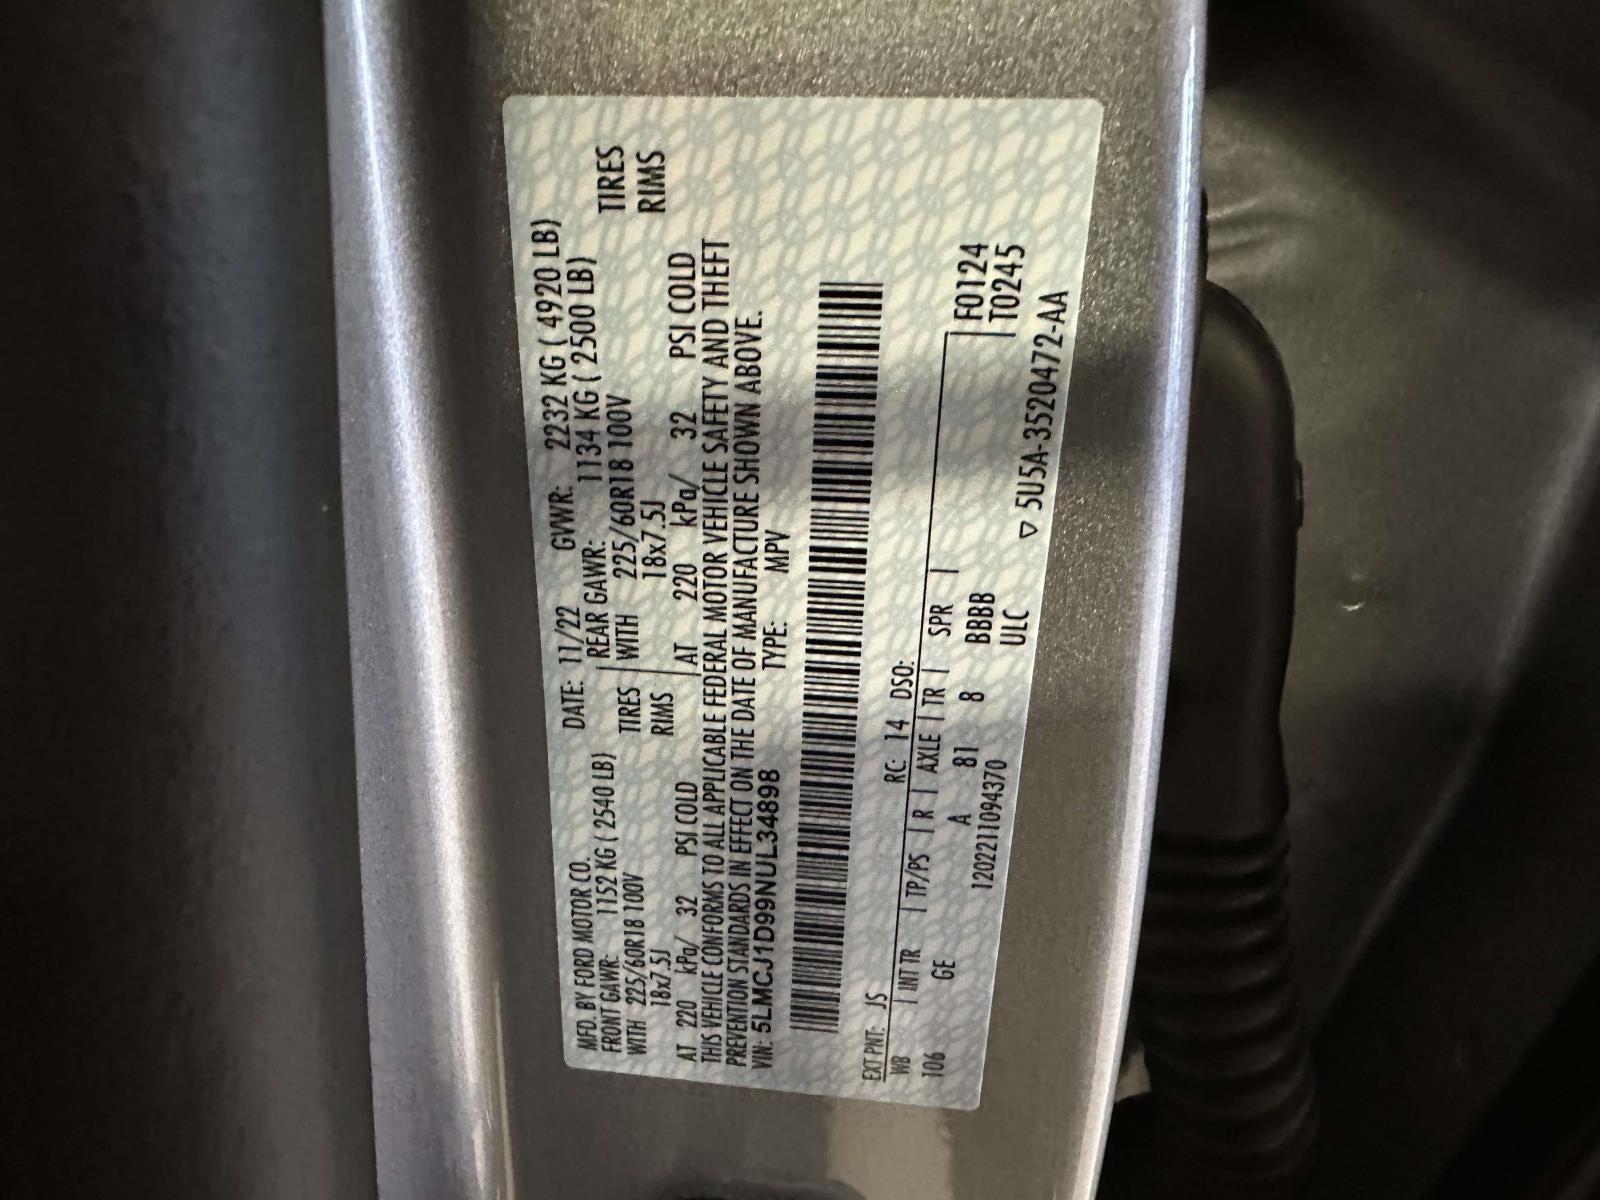 MFD. BY FORD MOTOR CO.
DATE: 11/22 GVWR: 2232 KG ( 4920 LB)
FRONT GAWR: 1152 KG ( 2540 LB) REAR GAWR: 1134 KG ( 2500 LB)
WITH 225/60R18 100V TIRES WITH 225/60R18 100V TIRES
18x7.5J RIMS 18x7.5J RIMS
AT 220 kPa/ 32 PSI COLD AT 220 kPa/ 32 PSI COLD
THIS VEHICLE CONFORMS TO ALL APPLICABLE FEDERAL MOTOR VEHICLE SAFETY AND THEFT
PREVENTION STANDARDS IN EFFECT ON THE DATE OF MANUFACTURE SHOWN ABOVE.
VIN: 5LMCJ1D99NUL34898 TYPE: MPV
EXT PNT: JS RC: 14 DSO:
WB | INT TR | TP/PS | R | AXLE | TR | SPR | | F0124
106 GE A 81 8 BBBB | T0245
1202211094370 ULC
▽ 5U5A-3520472-AA